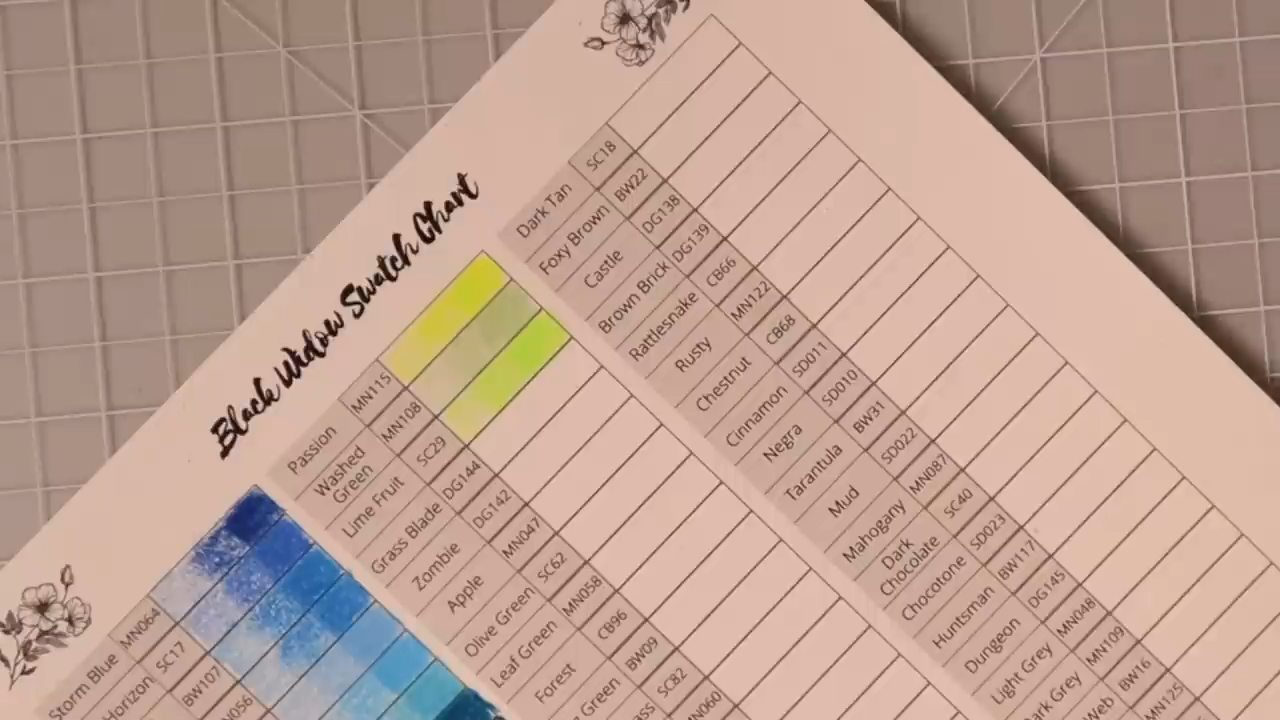 Black Widow Swatch Chart
Storm Blue MN064
Horizon SC17
BW107
Passion MN115
Washed
Green MN108
Lime Fruit SC29
Grass Blade DG144
Zombie DG142
Apple MN047
Olive Green SC62
Leaf Green MN058
Forest CB96
Green BW09
SC82
MN060
Dark Tan SC18
Foxy Brown BW22
Castle DG138
Brown Brick DG139
Rattlesnake CB66
Rusty MN122
Chestnut CB68
Cinnamon SD011
Negra SD010
Tarantula BW31
Mud SD022
Mahogany MN087
Dark
Chocolate SC40
Chocotone SD023
Huntsman BW117
Dungeon DG145
Light Grey MN048
Dark Grey MN109
Web BW16
MN125